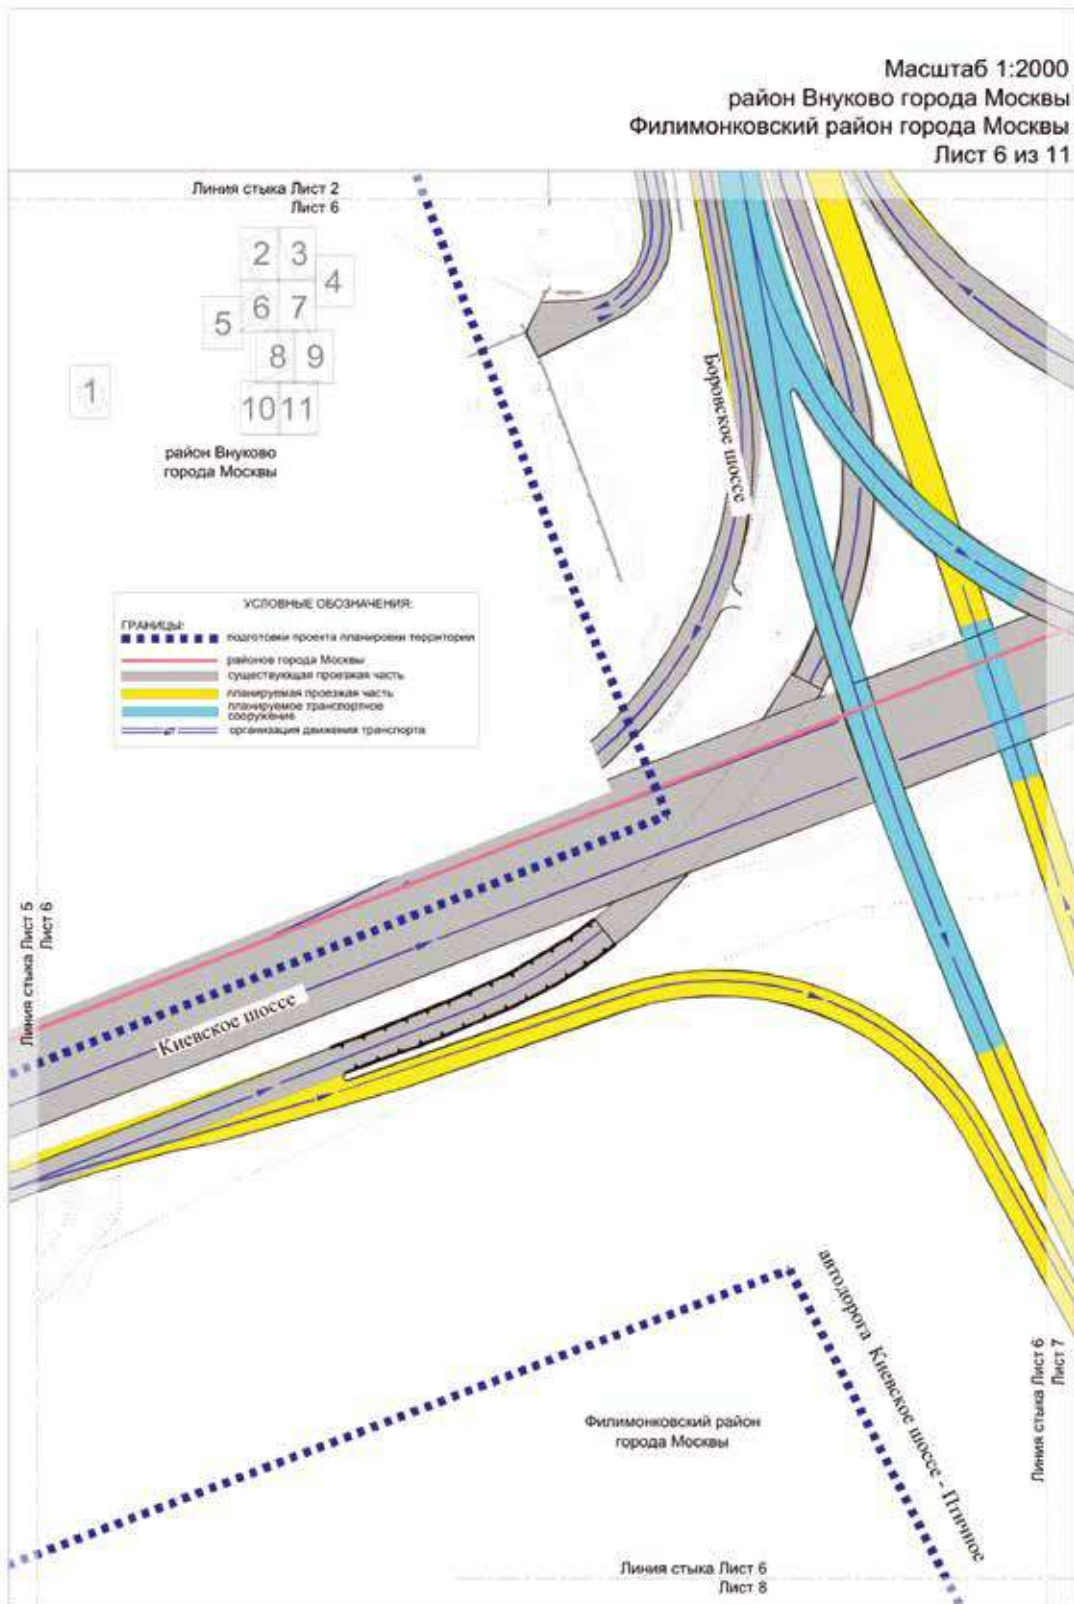 Масштаб 1:2000
район Внуково города Москвы
Филимонковский район города Москвы
Лист 6 из 11
Линия стыка Лист 2
Лист 6
2 3
4
6 7
5
8 9
1
10 11
район Внуково
города Москвы
Боровское шоссе
УСЛОВНЫЕ ОБОЗНАЧЕНИЯ:
ГРАНИЦЫ:
подготовки проекта планировки территории
районов города Москвы
существующая проезжая часть
планируемая проезжая часть
планируемое транспортное
сооружение
организация движения транспорта
Линия стыка Лист 5
Лист 6
Киевское шоссе
автодорога Киевское шоссе - Птичное
Линия стыка Лист 6
Лист 7
Филимонковский район
города Москвы
Линия стыка Лист 6
Лист 8